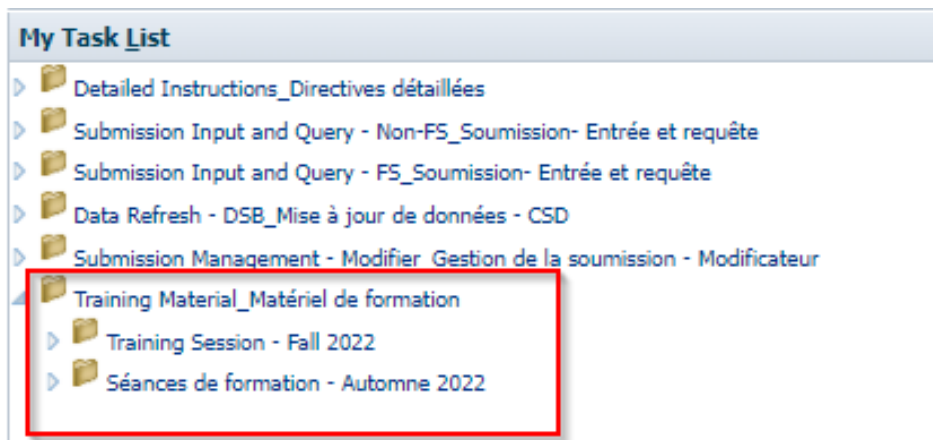 My Task List
Detailed Instructions_Directives détaillées
Submission Input and Query - Non-FS_Soumission- Entrée et requête
Submission Input and Query - FS_Soumission- Entrée et requête
Data Refresh - DSB_Mise à jour de données - CSD
Submission Management - Modifier_Gestion de la soumission - Modificateur
Training Material_Matériel de formation
Training Session - Fall 2022
Séances de formation - Automne 2022